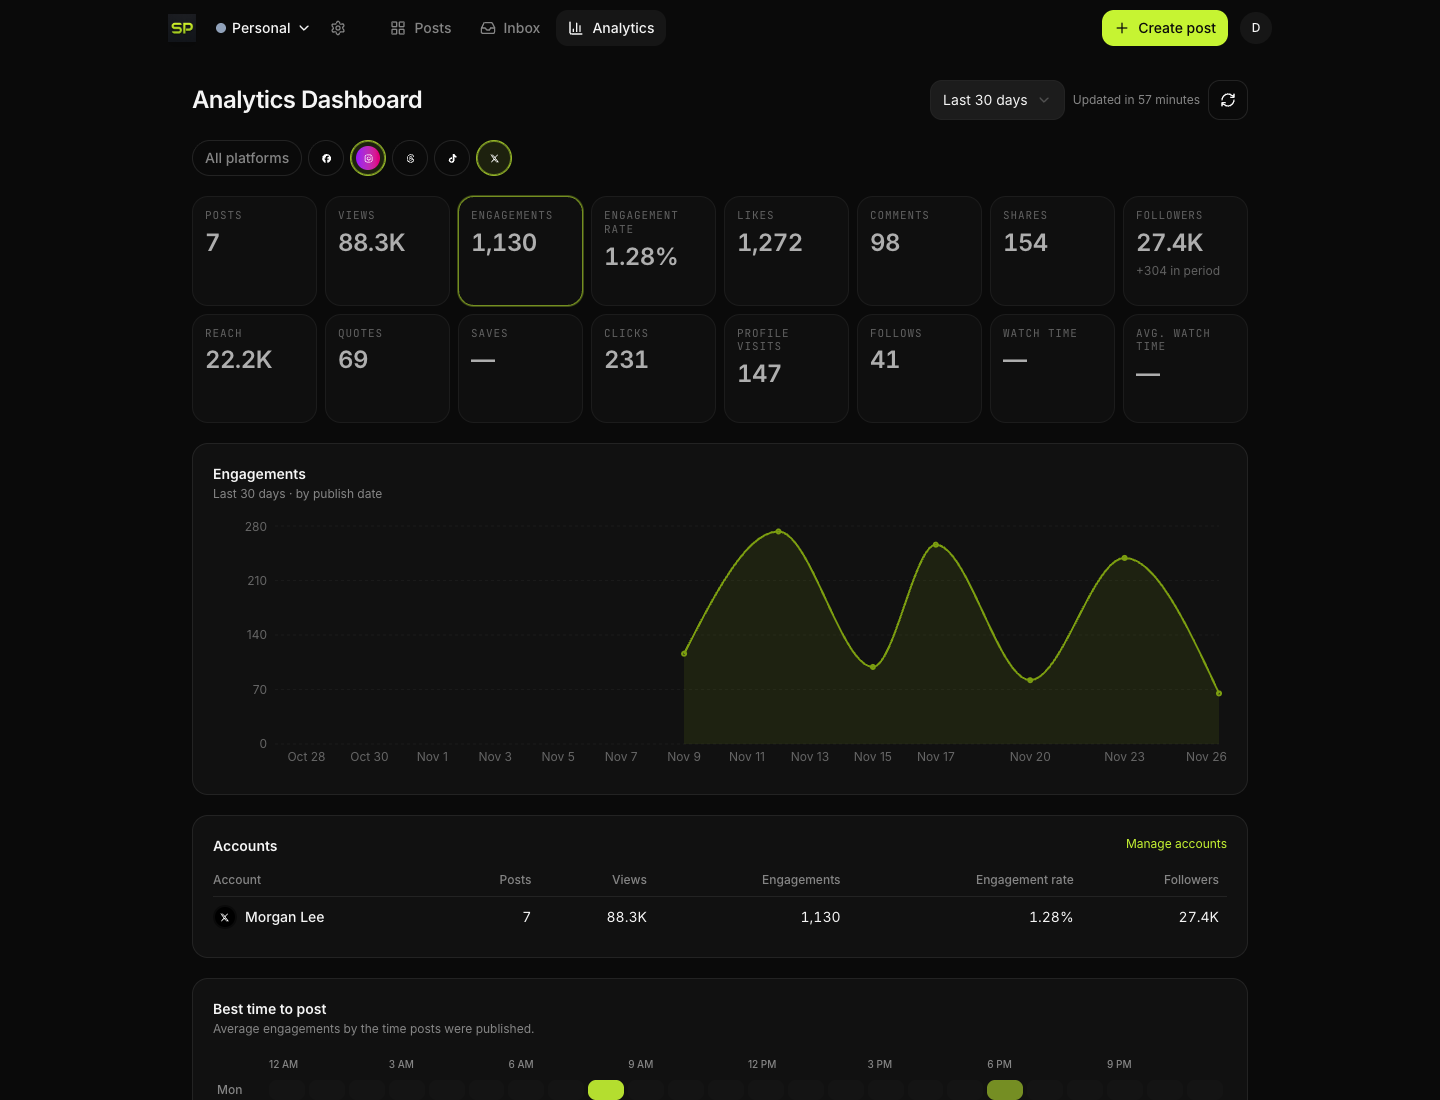 SP Personal Posts Inbox Analytics Create post D
Analytics Dashboard
Last 30 days Updated in 57 minutes
All platforms
POSTS VIEWS ENGAGEMENTS ENGAGEMENT RATE LIKES COMMENTS SHARES FOLLOWERS
7 88.3K 1,130 1.28% 1,272 98 154 27.4K
+304 in period
REACH QUOTES SAVES CLICKS PROFILE VISITS FOLLOWS WATCH TIME AVG. WATCH TIME
22.2K 69 — 231 147 41 — —
Engagements
Last 30 days · by publish date
280
210
140
70
0
Oct 28 Oct 30 Nov 1 Nov 3 Nov 5 Nov 7 Nov 9 Nov 11 Nov 13 Nov 15 Nov 17 Nov 20 Nov 23 Nov 26
Accounts Manage accounts
Account Posts Views Engagements Engagement rate Followers
Morgan Lee 7 88.3K 1,130 1.28% 27.4K
Best time to post
Average engagements by the time posts were published.
12 AM 3 AM 6 AM 9 AM 12 PM 3 PM 6 PM 9 PM
Mon